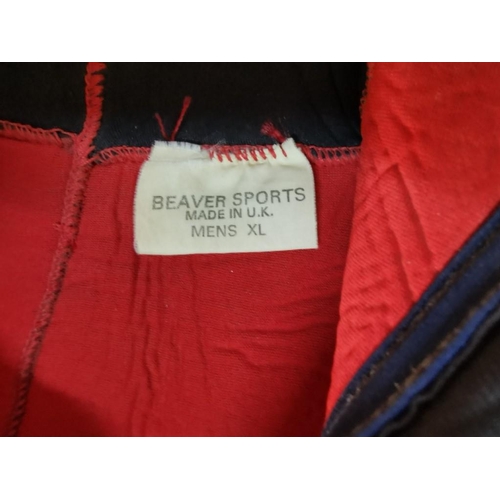 BEAVER SPORTS
MADE IN U.K.
MENS XL